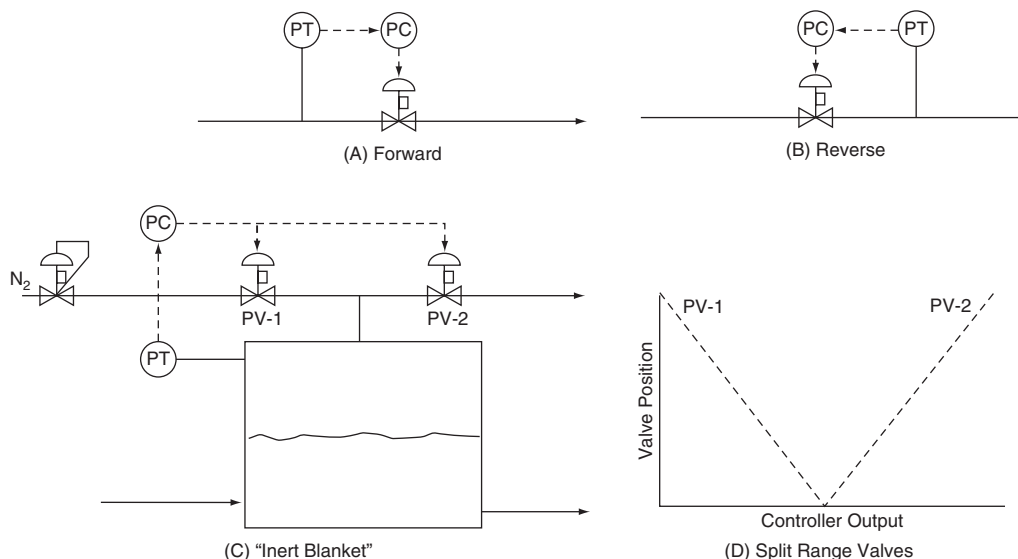 PT
PC
(A) Forward
PC
PT
(B) Reverse
PC
N₂
PV-1
PV-2
PT
(C) “Inert Blanket”
PV-1
PV-2
Valve Position
Controller Output
(D) Split Range Valves